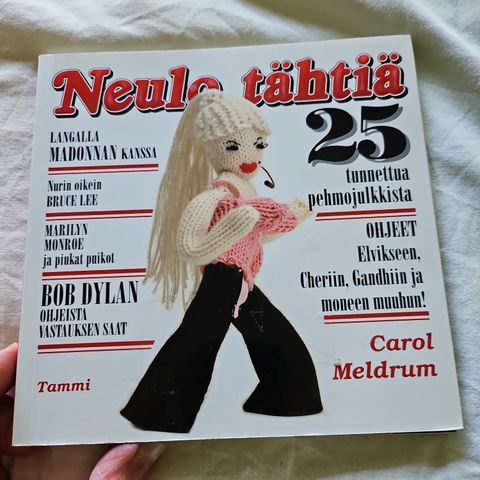 Neulo tähtiä
LANGALLA
MADONNAN KANSSA
Nurin oikein
BRUCE LEE
MARILYN
MONROE
ja piukat puikot
BOB DYLAN
OHJEISTA
VASTAUKSEN SAAT
Tammi
25
tunnettua
pehmojulkkista
OHJEET
Elvikseen,
Cheriin, Gandhiin ja
moneen muuhun!
Carol
Meldrum